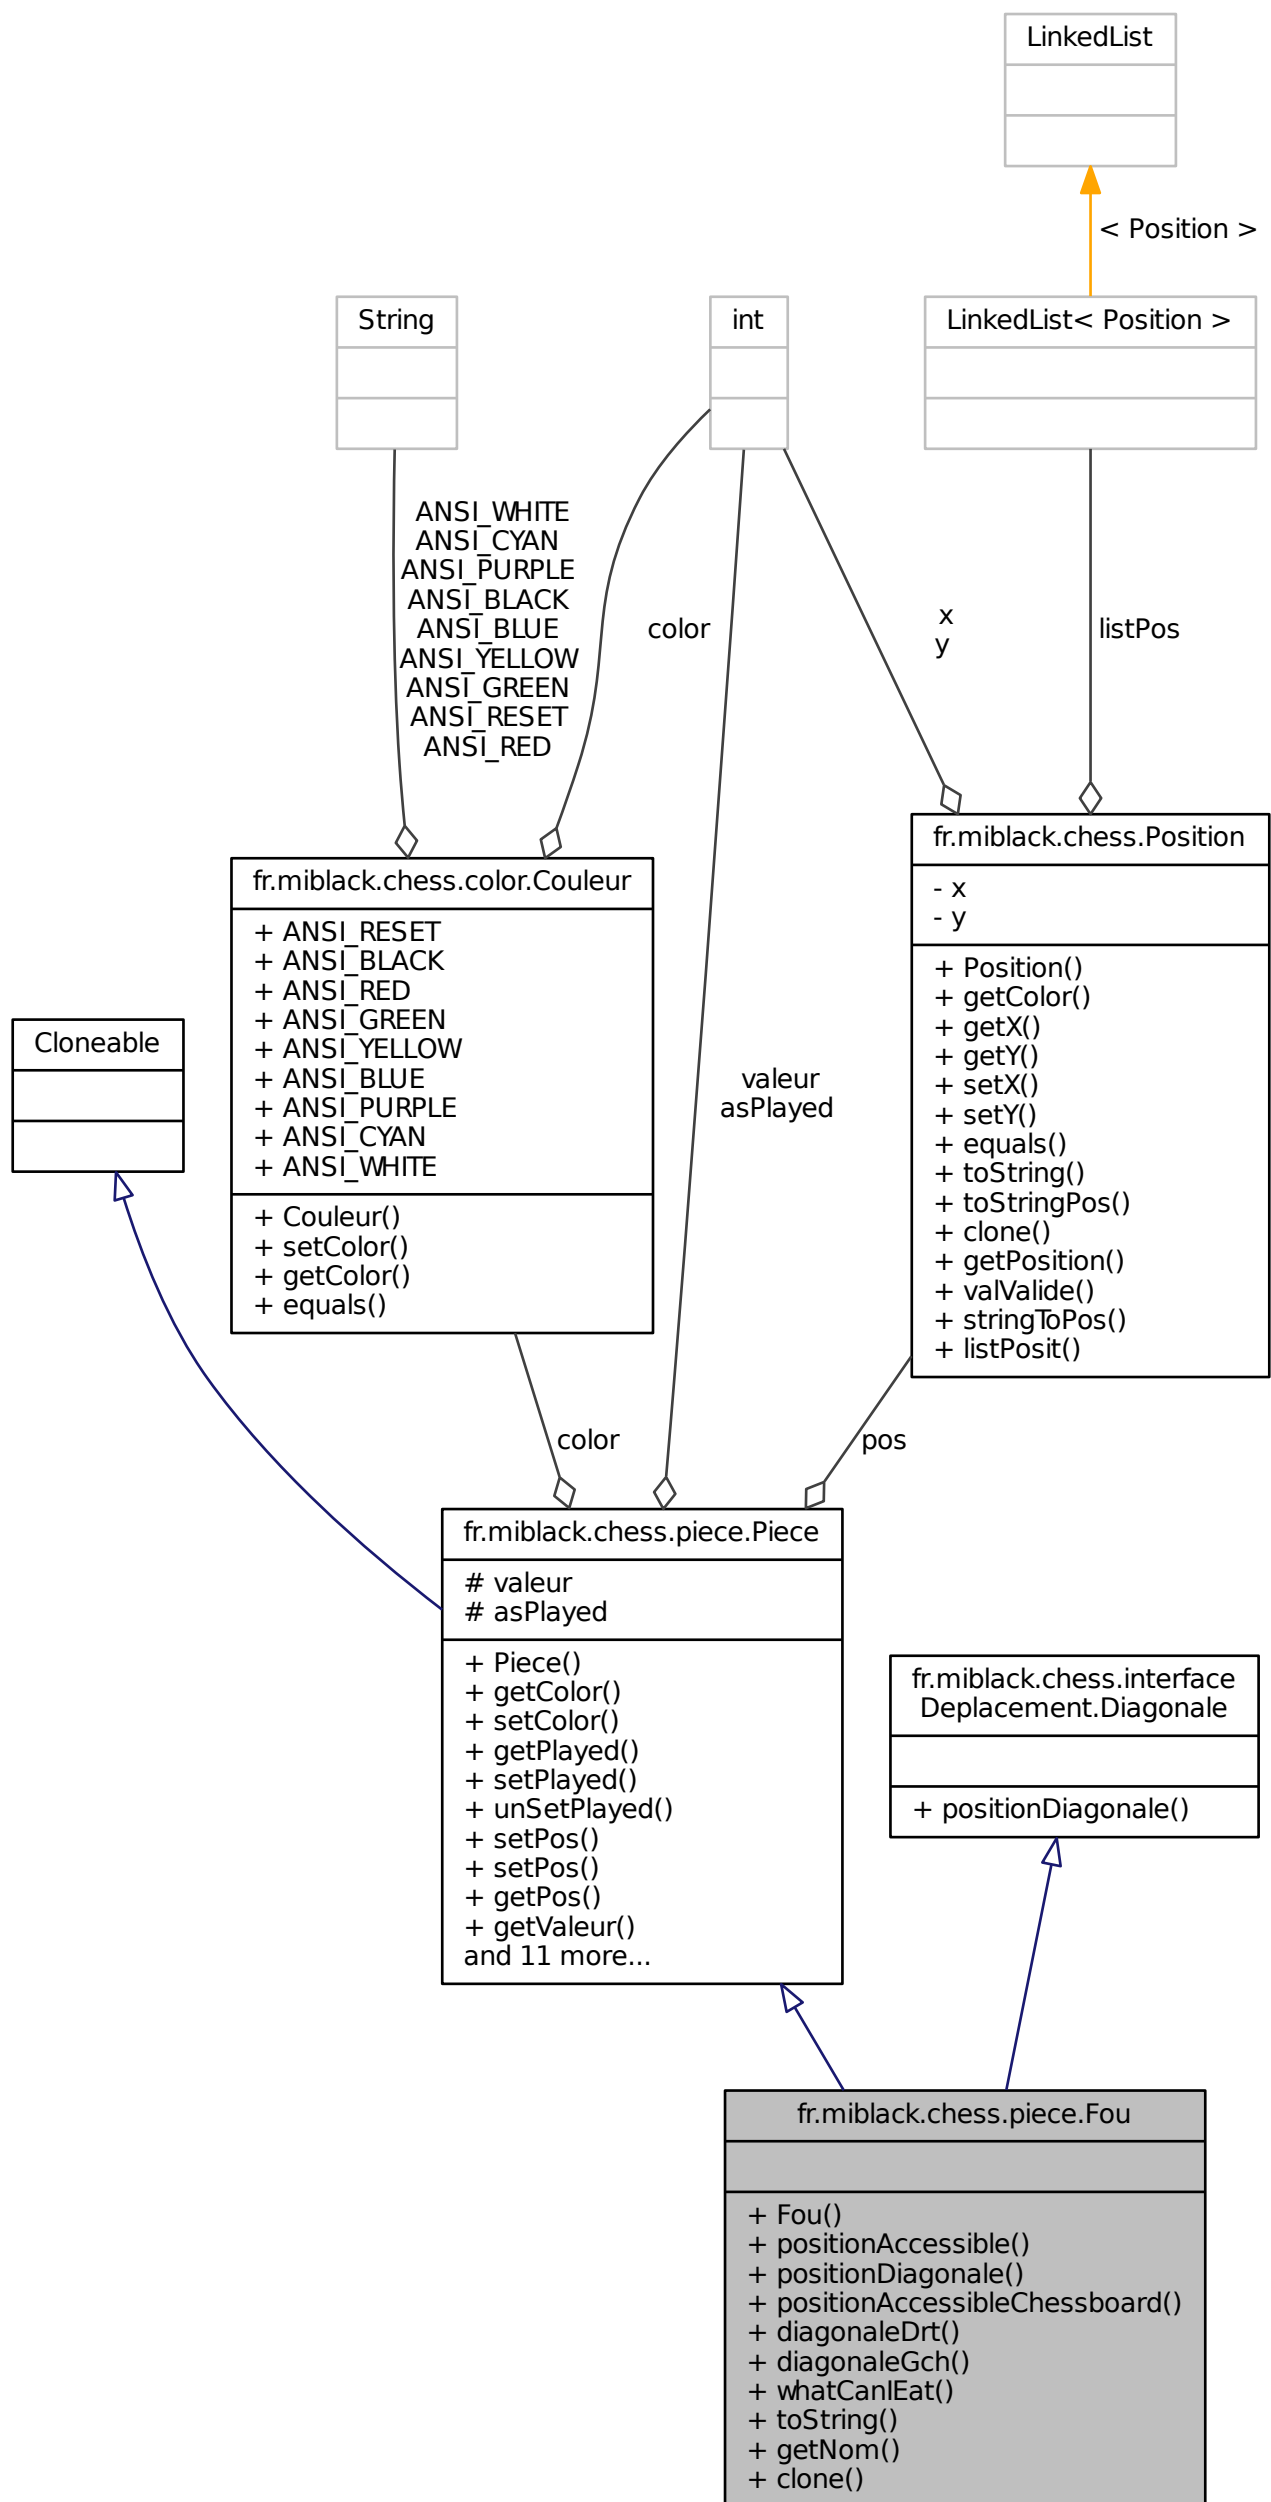 LinkedList
< Position >
String
int
LinkedList< Position >
ANSI_WHITE
ANSI_CYAN
ANSI_PURPLE
ANSI_BLACK
ANSI_BLUE
ANSI_YELLOW
ANSI_GREEN
ANSI_RESET
ANSI_RED
color
x
y
listPos
fr.miblack.chess.Position
- x
- y
+ Position()
+ getColor()
+ getX()
+ getY()
+ setX()
+ setY()
+ equals()
+ toString()
+ toStringPos()
+ clone()
+ getPosition()
+ valValide()
+ stringToPos()
+ listPosit()
fr.miblack.chess.color.Couleur
+ ANSI_RESET
+ ANSI_BLACK
+ ANSI_RED
+ ANSI_GREEN
+ ANSI_YELLOW
+ ANSI_BLUE
+ ANSI_PURPLE
+ ANSI_CYAN
+ ANSI_WHITE
+ Couleur()
+ setColor()
+ getColor()
+ equals()
Cloneable
valeur
asPlayed
color
pos
fr.miblack.chess.piece.Piece
# valeur
# asPlayed
+ Piece()
+ getColor()
+ setColor()
+ getPlayed()
+ setPlayed()
+ unSetPlayed()
+ setPos()
+ setPos()
+ getPos()
+ getValeur()
and 11 more...
fr.miblack.chess.interface
Deplacement.Diagonale
+ positionDiagonale()
fr.miblack.chess.piece.Fou
+ Fou()
+ positionAccessible()
+ positionDiagonale()
+ positionAccessibleChessboard()
+ diagonaleDrt()
+ diagonaleGch()
+ whatCanIEat()
+ toString()
+ getNom()
+ clone()